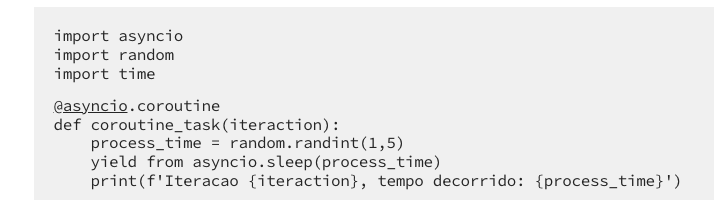 import asyncio
import random
import time
@asyncio.coroutine
def coroutine_task(iteraction):
    process_time = random.randint(1,5)
    yield from asyncio.sleep(process_time)
    print(f'Iteracao {iteraction}, tempo decorrido: {process_time}')